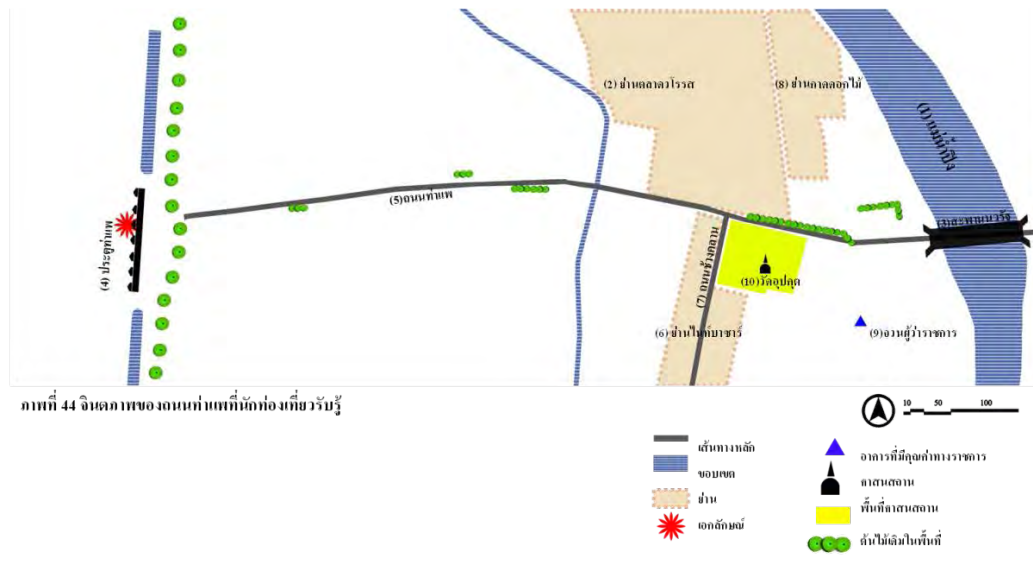 (2) ย่านตลาดวโรรส
(8) ย่านกาดดอกไม้
(1) แม่น้ำปิง
(5)ถนนท่าแพ
(3)สะพานนวรัฐ
(4) ประตูท่าแพ
(7) ถนนช้างคลาน
(10)วัดอุปคุต
(6) ย่านไนท์บาซาร์
(9)จวนผู้ว่าราชการ
ภาพที่ 44 จินตภาพของถนนท่าแพที่นักท่องเที่ยวรับรู้
10 50 100
เส้นทางหลัก
ขอบเขต
ย่าน
เอกลักษณ์
อาคารที่มีคุณค่าทางราชการ
ศาสนสถาน
พื้นที่ศาสนสถาน
ต้นไม้เดิมในพื้นที่